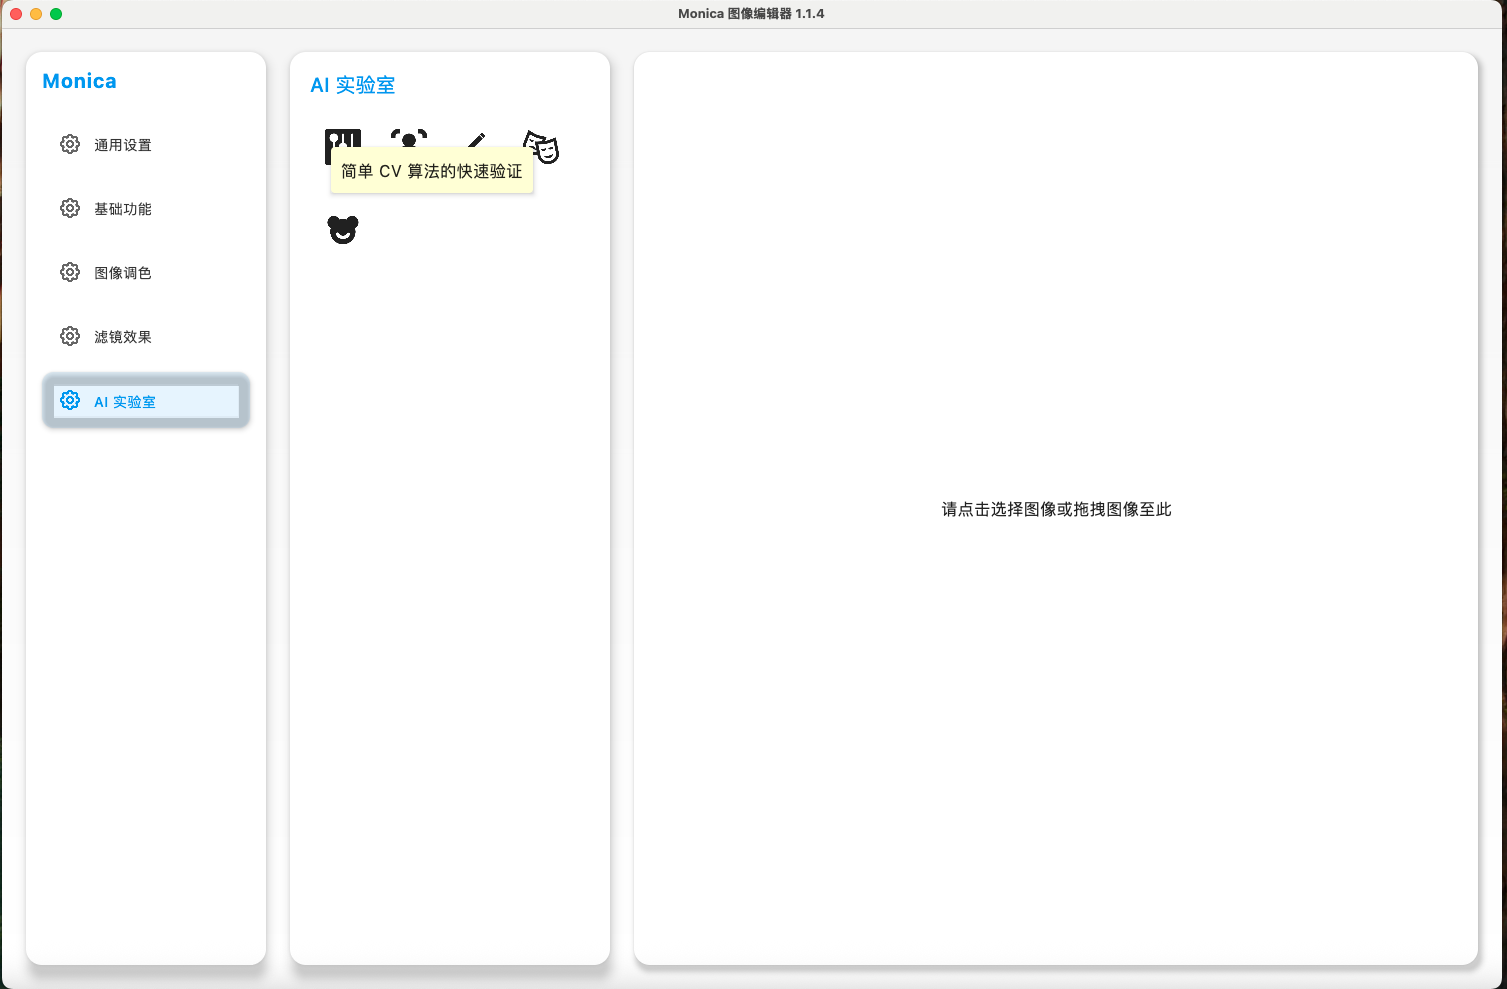 Monica 图像编辑器 1.1.4
Monica
通用设置
基础功能
图像调色
滤镜效果
AI 实验室
AI 实验室
简单 CV 算法的快速验证
请点击选择图像或拖拽图像至此